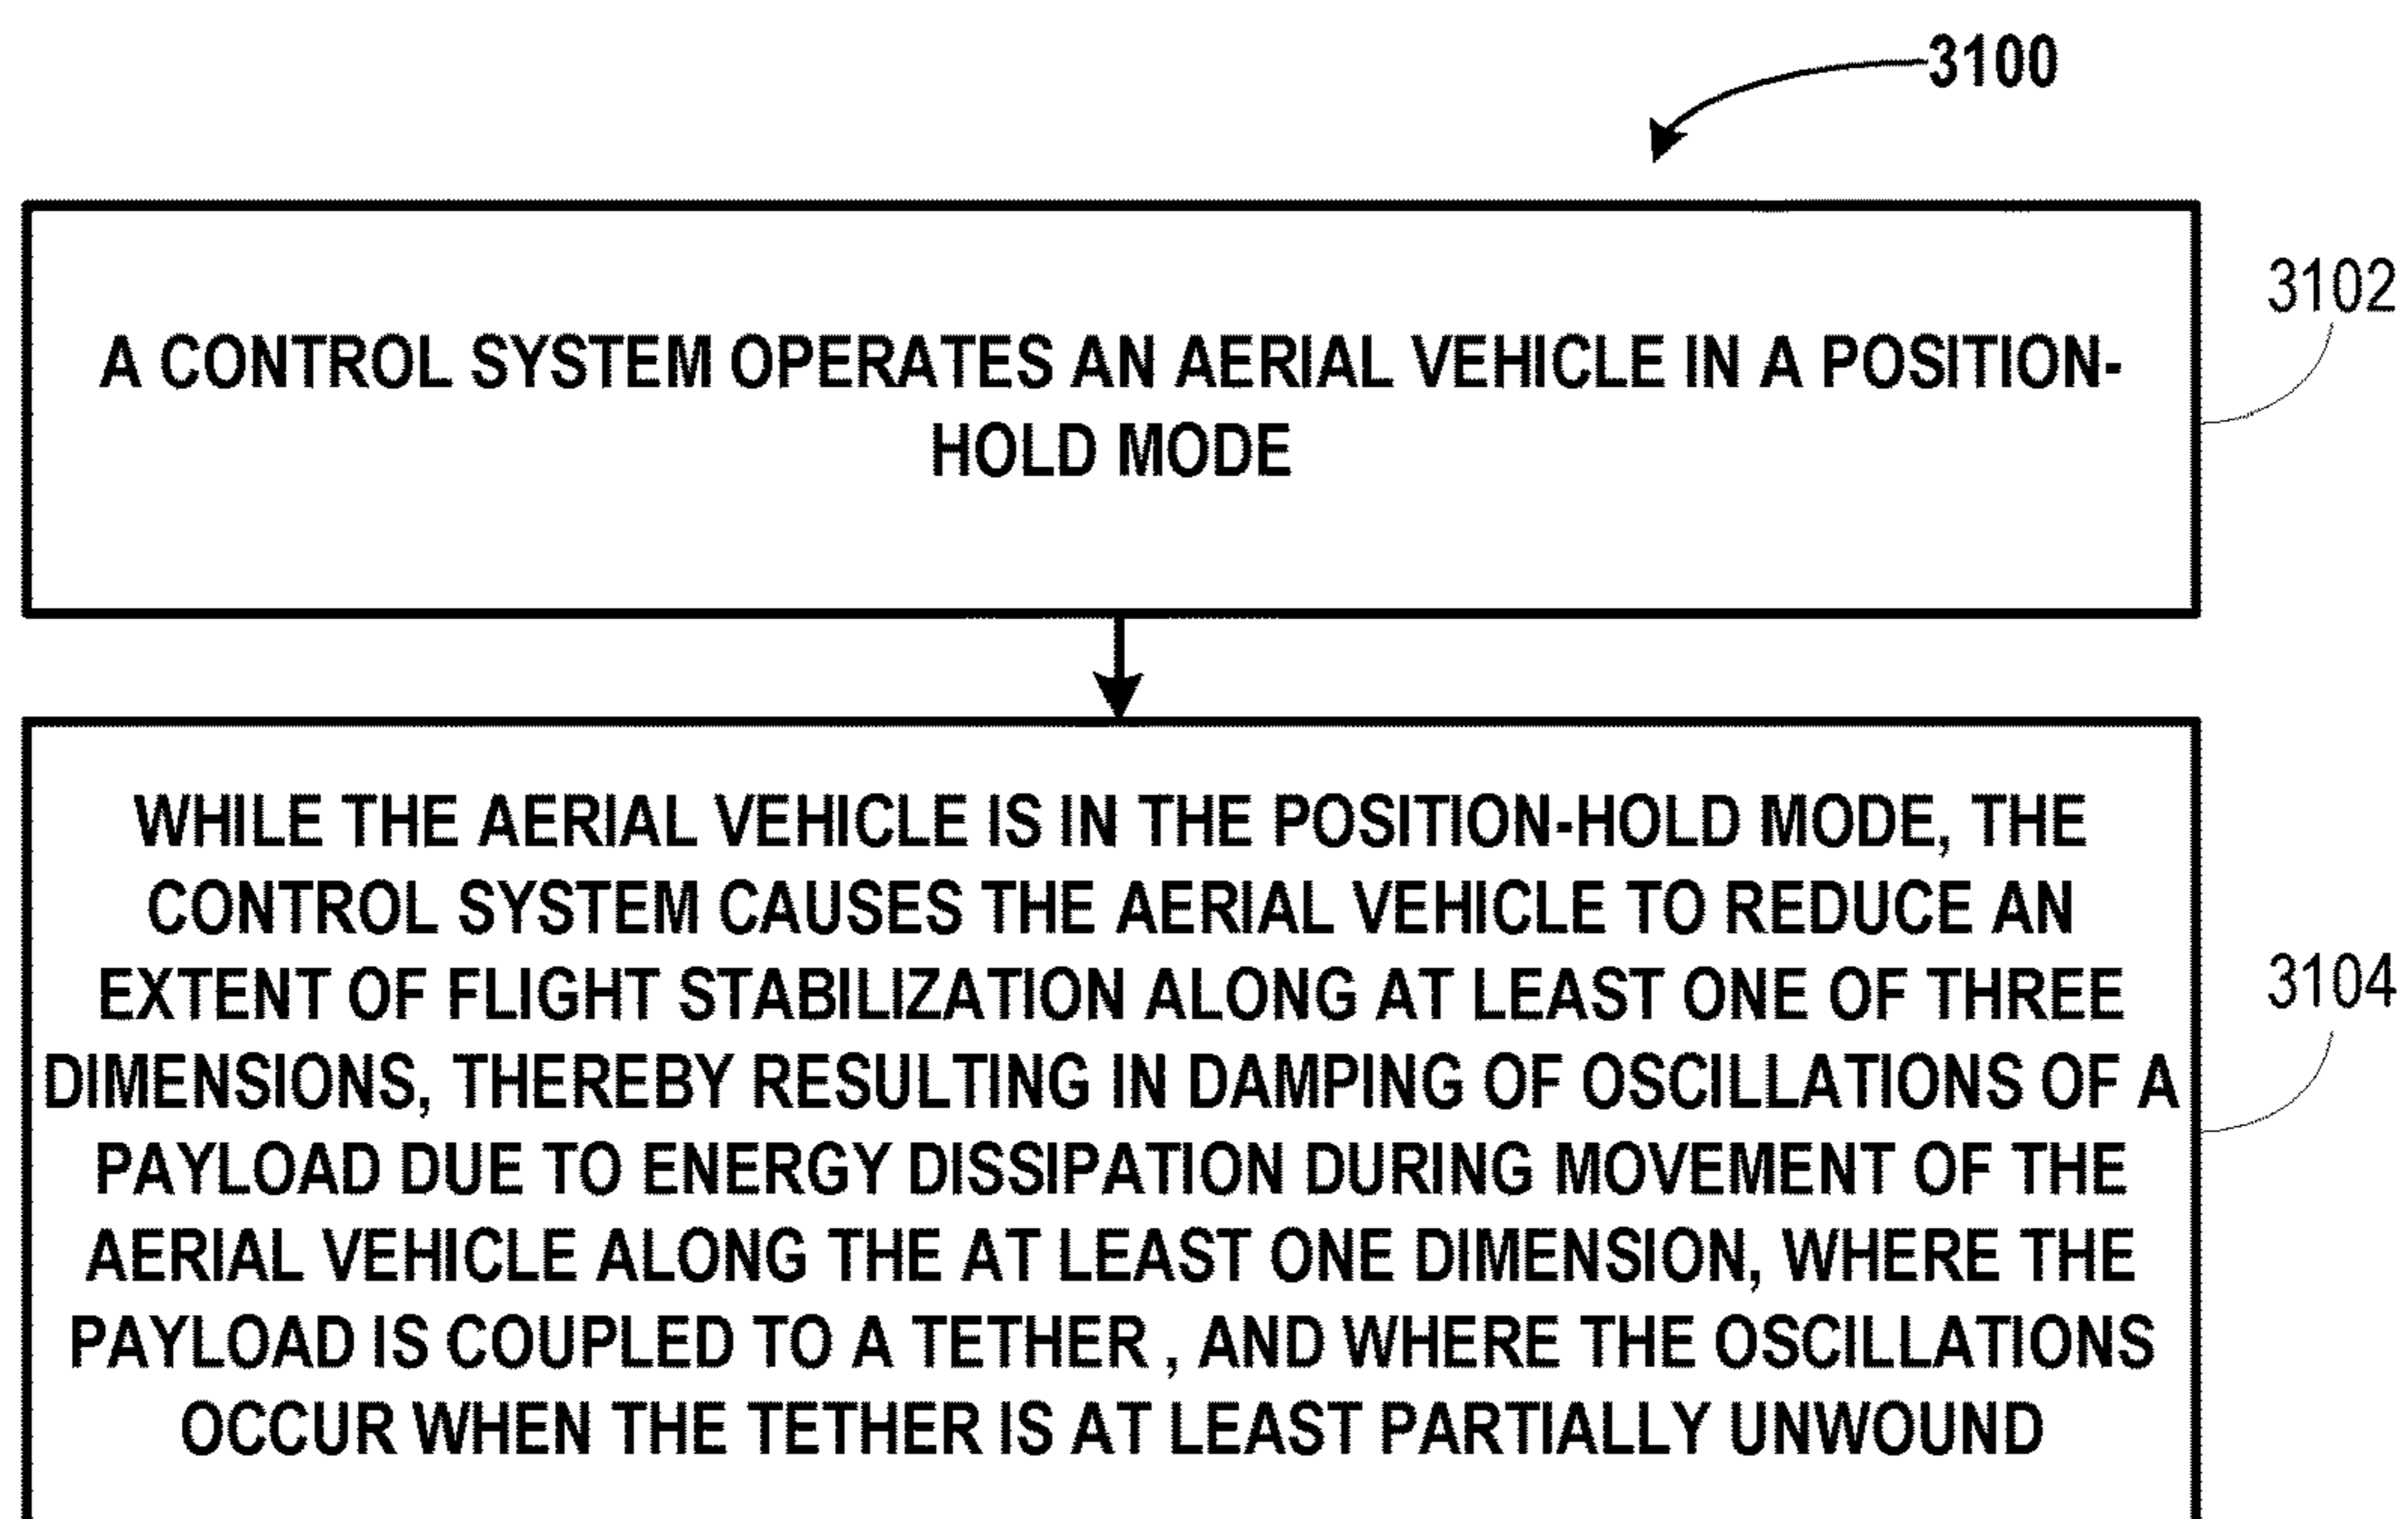 3100
3102
A CONTROL SYSTEM OPERATES AN AERIAL VEHICLE IN A POSITION-
HOLD MODE
WHILE THE AERIAL VEHICLE IS IN THE POSITION-HOLD MODE, THE
CONTROL SYSTEM CAUSES THE AERIAL VEHICLE TO REDUCE AN
EXTENT OF FLIGHT STABILIZATION ALONG AT LEAST ONE OF THREE
3104
DIMENSIONS, THEREBY RESULTING IN DAMPING OF OSCILLATIONS OF A
PAYLOAD DUE TO ENERGY DISSIPATION DURING MOVEMENT OF THE
AERIAL VEHICLE ALONG THE AT LEAST ONE DIMENSION, WHERE THE
PAYLOAD IS COUPLED TO A TETHER , AND WHERE THE OSCILLATIONS
OCCUR WHEN THE TETHER IS AT LEAST PARTIALLY UNWOUND